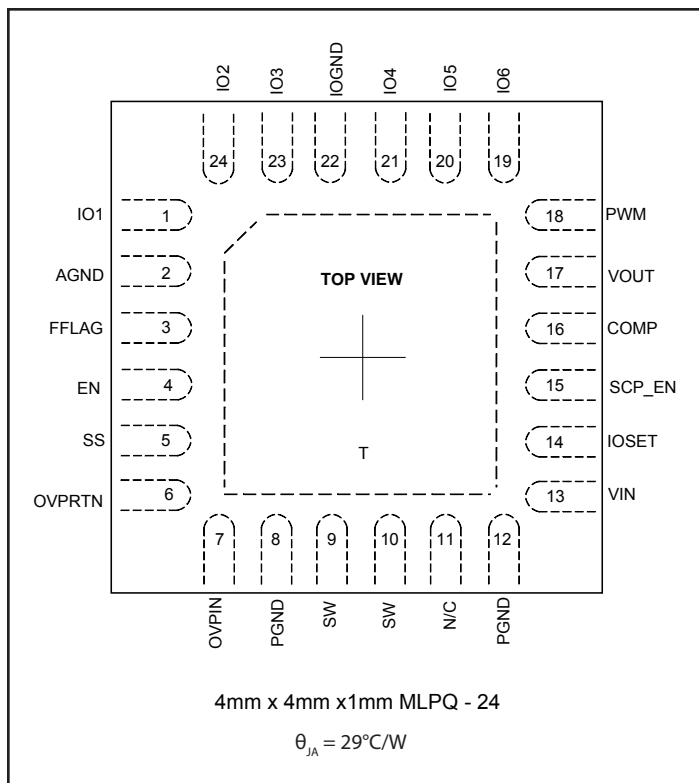 IO2 IO3 IOGND IO4 IO5 IO6
24 23 22 21 20 19
IO1 1 18 PWM
AGND 2 17 VOUT
TOP VIEW
FFLAG 3 16 COMP
EN 4 15 SCP_EN
SS 5 14 IOSET
T
OVPRTN 6 13 VIN
7 8 9 10 11 12
OVPIN PGND SW SW N/C PGND
4mm x 4mm x1mm MLPQ - 24
θJA = 29°C/W